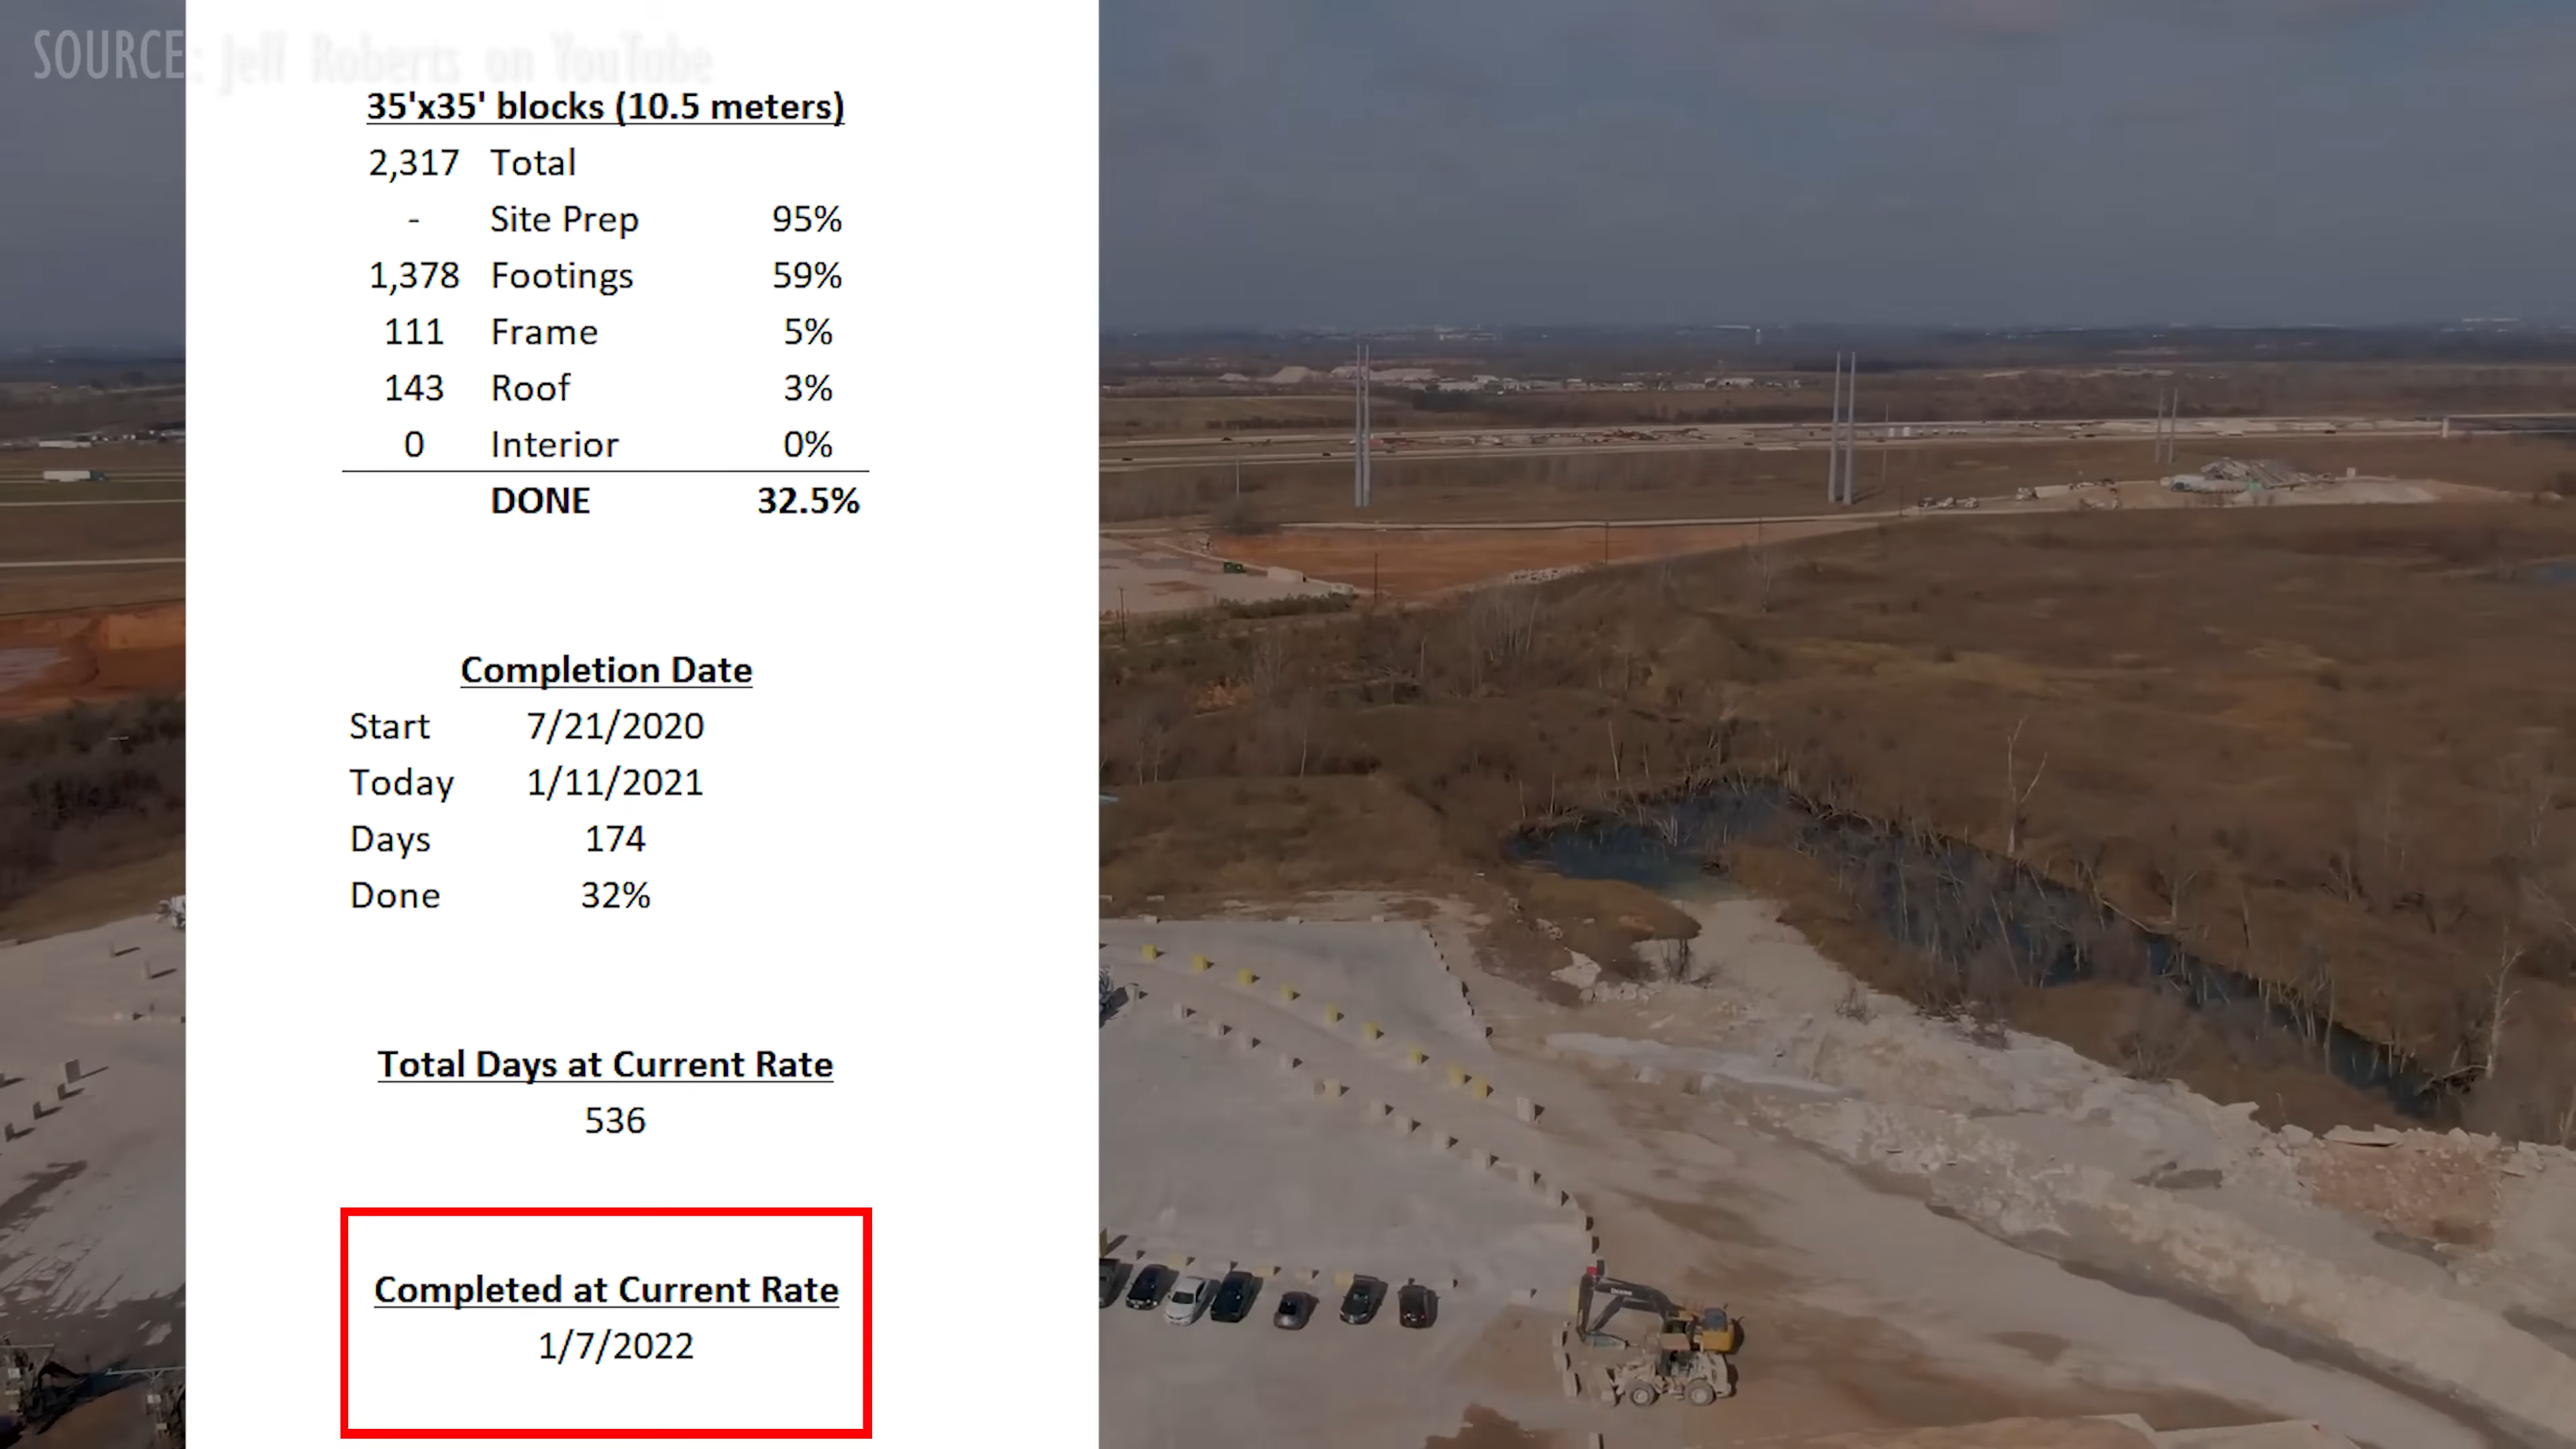 SOURCE: Jeff Roberts on YouTube
35'x35' blocks (10.5 meters)
2,317 Total
- Site Prep 95%
1,378 Footings 59%
111 Frame 5%
143 Roof 3%
0 Interior 0%
DONE 32.5%
Completion Date
Start 7/21/2020
Today 1/11/2021
Days 174
Done 32%
Total Days at Current Rate
536
Completed at Current Rate
1/7/2022